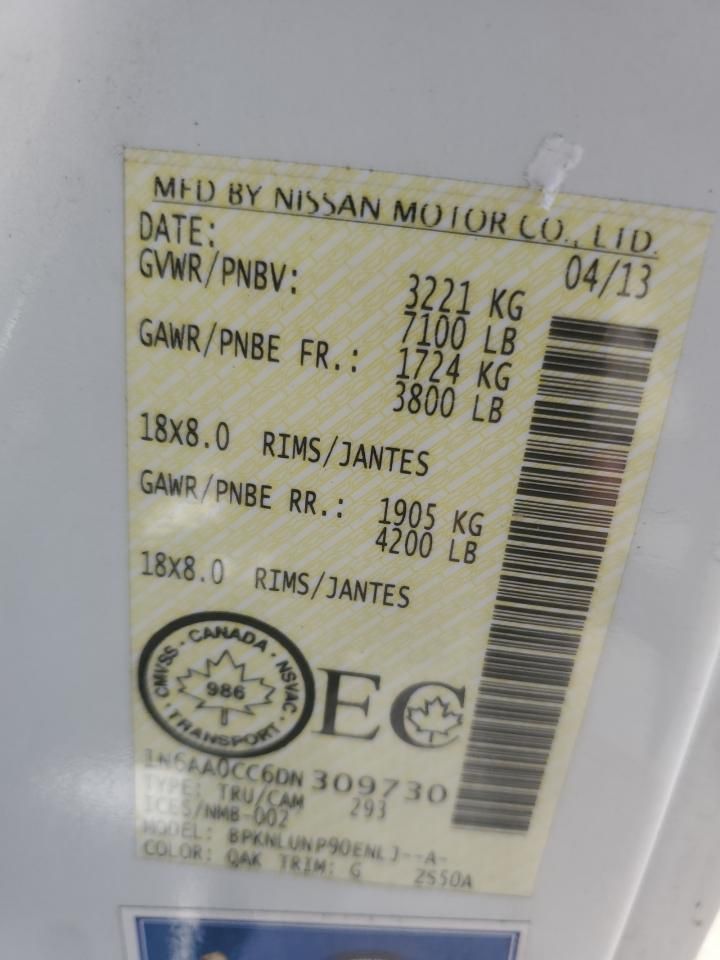 MFD BY NISSAN MOTOR CO., LTD.
DATE: 04/13
GVWR/PNBV: 3221 KG
7100 LB
GAWR/PNBE FR.: 1724 KG
3800 LB
18X8.0 RIMS/JANTES
GAWR/PNBE RR.: 1905 KG
4200 LB
18X8.0 RIMS/JANTES
CANADA · NSVAC · TRANSPORT · CMVSS ·
986
EC
1N6AA0CC6DN309730
TYPE: TRU/CAM 293
ICES/NMB-002
MODEL: BPKNLUNP90ENLJ--A-
COLOR: QAK TRIM: G 2S50A